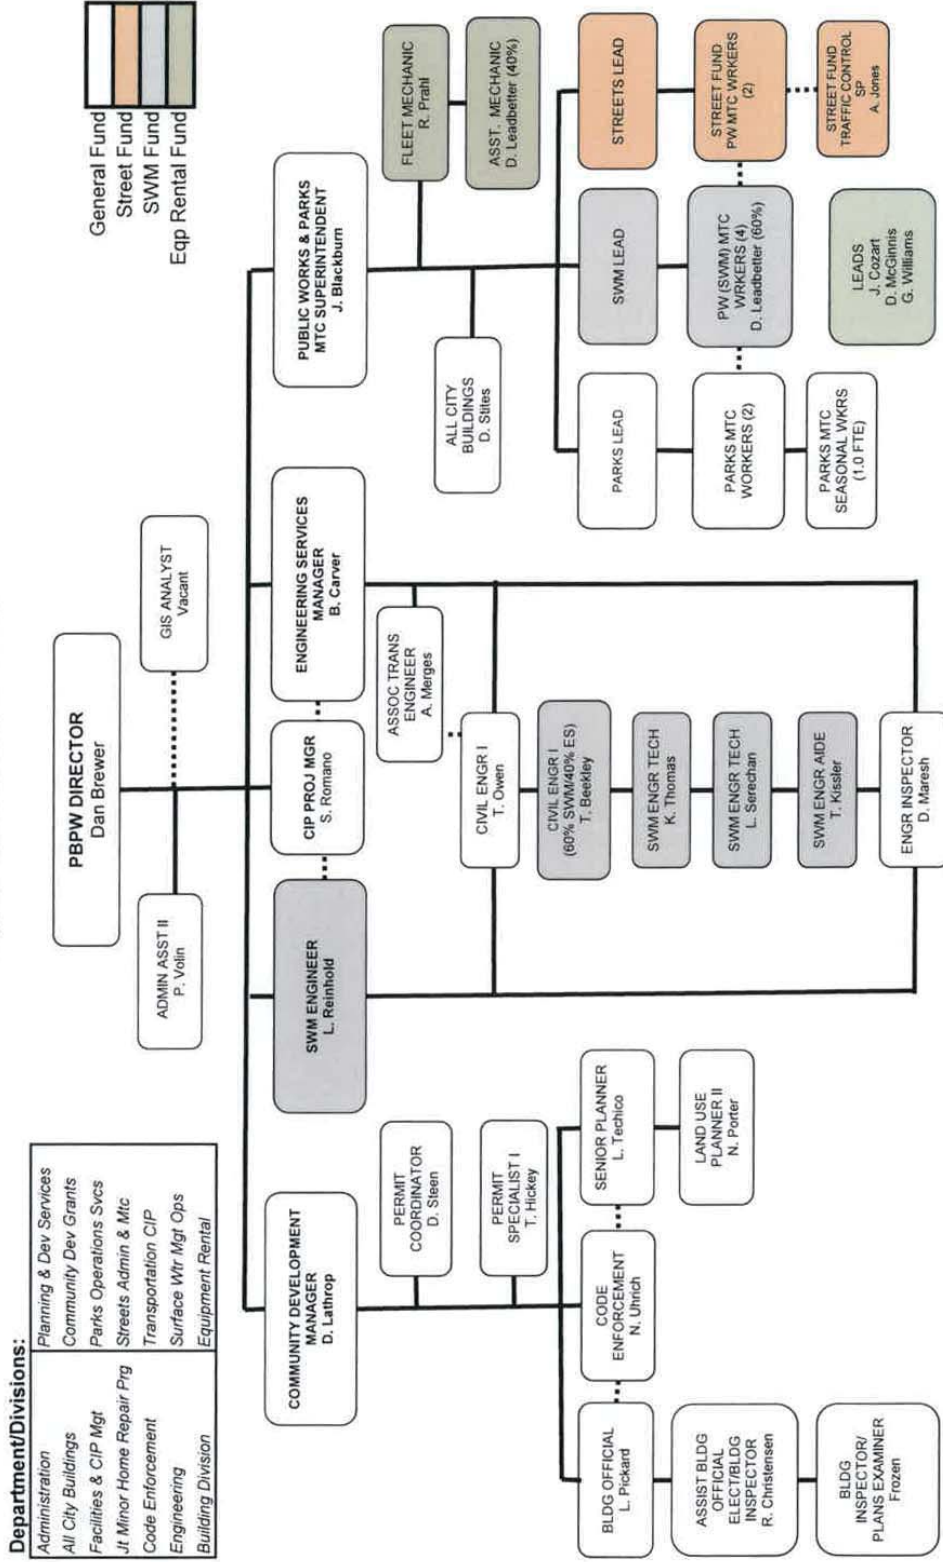 Department/Divisions:
Administration
Planning & Dev Services
All City Buildings
Community Dev Grants
Facilities & CIP Mgt
Parks Operations Svcs
Jt Minor Home Repair Prg
Streets Admin & Mtc
Code Enforcement
Transportation CIP
Engineering
Surface Wtr Mgt Ops
Building Division
Equipment Rental
PBPW DIRECTOR
Dan Brewer
General Fund
Street Fund
SWM Fund
Eqp Rental Fund
ADMIN ASST II
P. Volin
GIS ANALYST
Vacant
COMMUNITY DEVELOPMENT
MANAGER
D. Lathrop
SWM ENGINEER
L. Reinhold
CIP PROJ MGR
S. Romano
ENGINEERING SERVICES
MANAGER
B. Carver
PUBLIC WORKS & PARKS
MTC SUPERINTENDENT
J. Blackburn
PERMIT
COORDINATOR
D. Steen
PERMIT
SPECIALIST I
T. Hickey
BLDG OFFICIAL
L. Pickard
CODE
ENFORCEMENT
N. Uhrich
SENIOR PLANNER
L. Techico
ASSIST BLDG
OFFICIAL
ELECT/BLDG
INSPECTOR
R. Christensen
LAND USE
PLANNER II
N. Porter
BLDG
INSPECTOR/
PLANS EXAMINER
Frozen
ASSOC TRANS
ENGINEER
A. Merges
CIVIL ENGR I
T. Owen
CIVIL ENGR I
(60% SWM/40% ES)
T. Beekley
SWM ENGR TECH
K. Thomas
SWM ENGR TECH
L. Serechan
SWM ENGR AIDE
T. Kissler
ENGR INSPECTOR
D. Maresh
FLEET MECHANIC
R. Prahl
ASST. MECHANIC
D. Leadbetter (40%)
ALL CITY
BUILDINGS
D. Stites
PARKS LEAD
SWM LEAD
STREETS LEAD
PARKS MTC
WORKERS (2)
PW (SWM) MTC
WRKERS (4)
D. Leadbetter (60%)
STREET FUND
PW MTC WRKERS
(2)
PARKS MTC
SEASONAL WKRS
(1.0 FTE)
LEADS
J. Cozart
D. McGinnis
G. Williams
STREET FUND
TRAFFIC CONTROL
SP
A. Jones